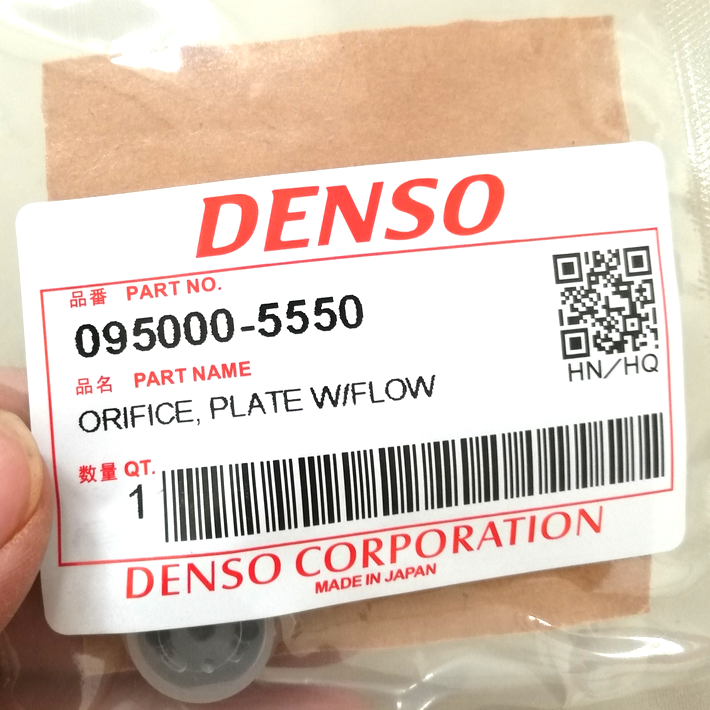 DENSO
品番 PART NO.
095000-5550
HN/HQ
品名 PART NAME
ORIFICE, PLATE W/FLOW
数量 QT.
1
DENSO CORPORATION
MADE IN JAPAN